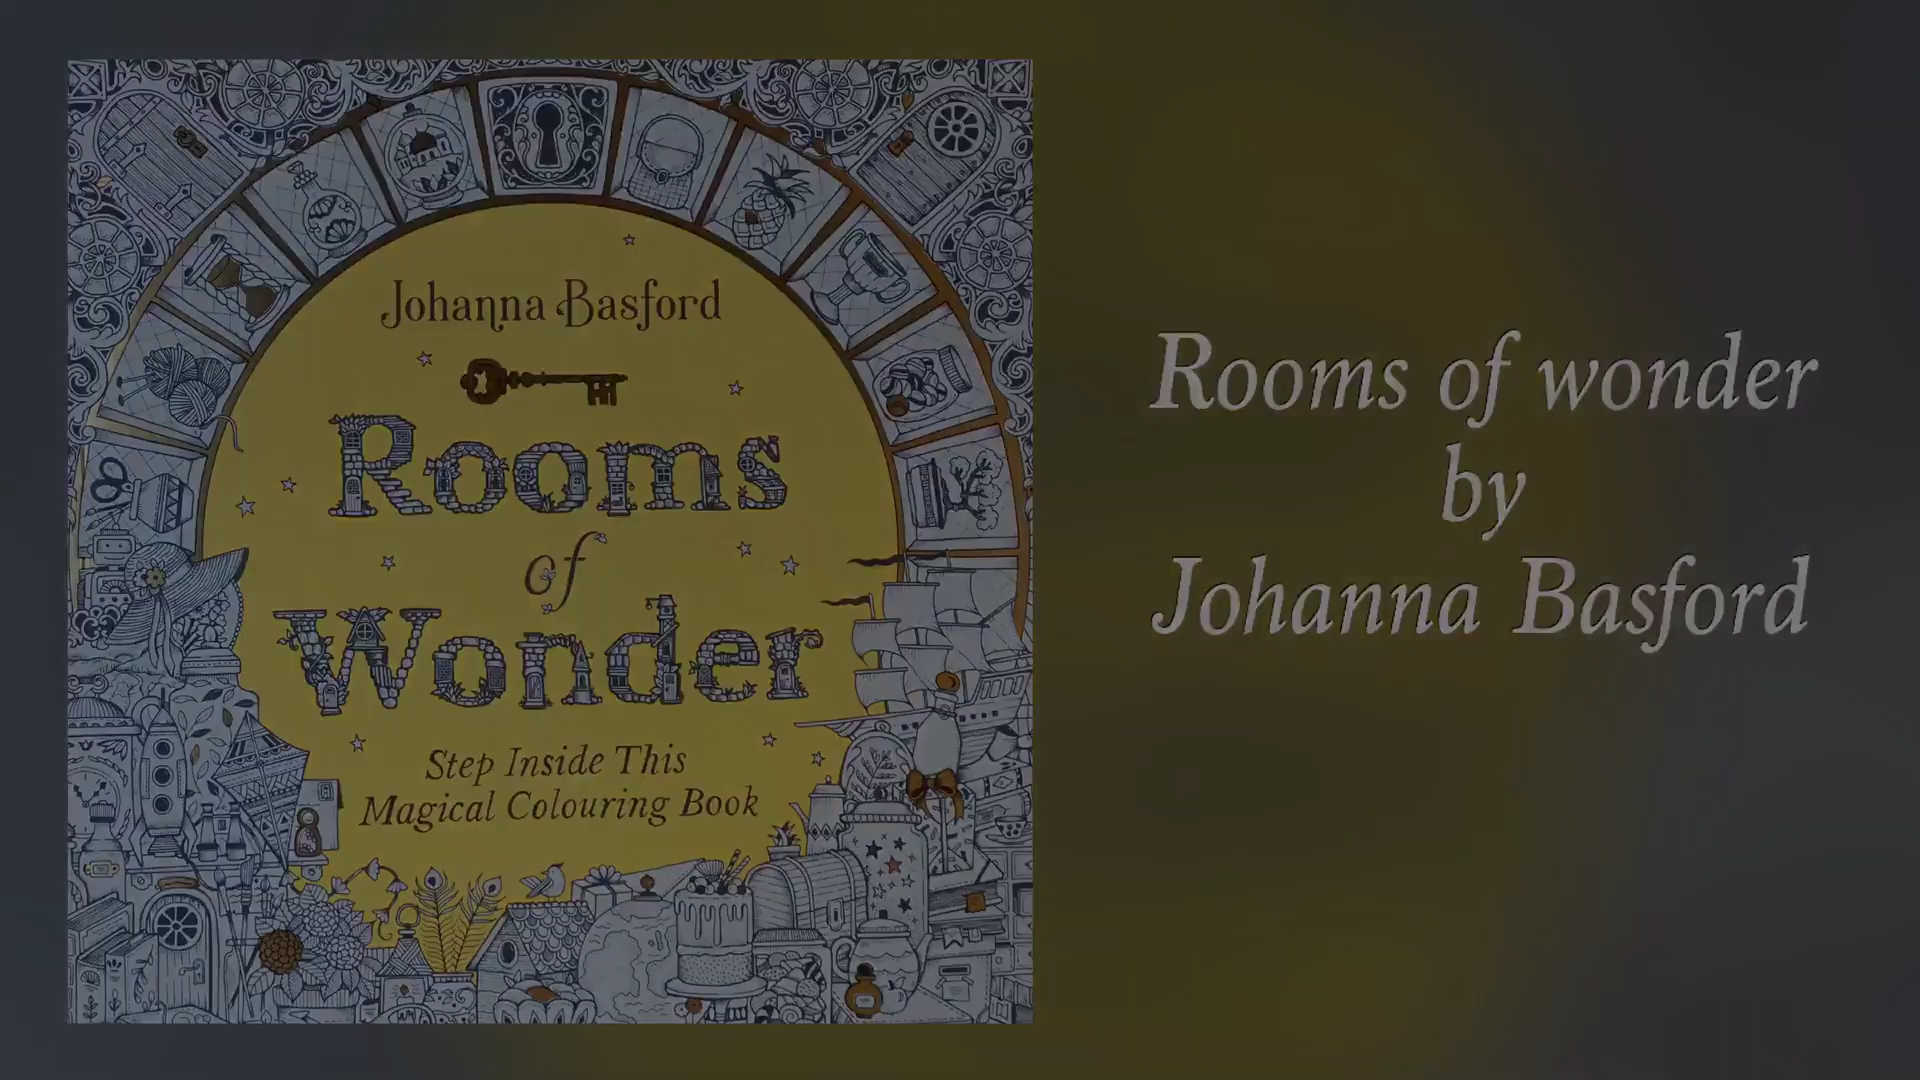 Johanna Basford
Rooms
of
Wonder
Step Inside This
Magical Colouring Book
Rooms of wonder
by
Johanna Basford